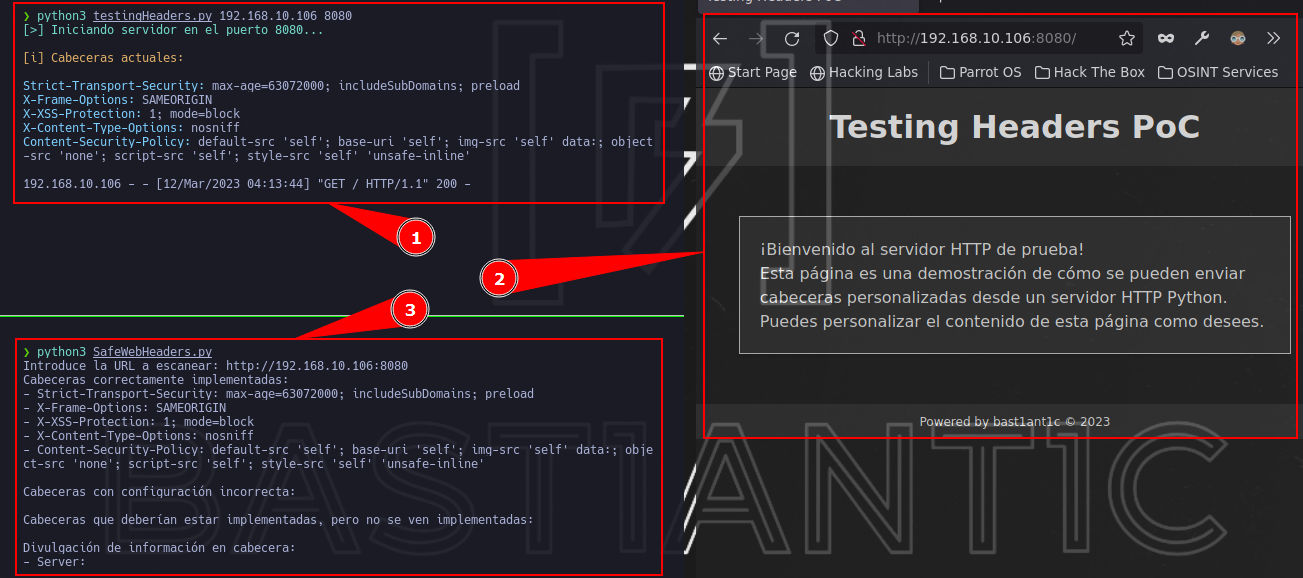 ❯ python3 testingHeaders.py 192.168.10.106 8080
[>] Iniciando servidor en el puerto 8080...
[i] Cabeceras actuales:
Strict-Transport-Security: max-age=63072000; includeSubDomains; preload
X-Frame-Options: SAMEORIGIN
X-XSS-Protection: 1; mode=block
X-Content-Type-Options: nosniff
Content-Security-Policy: default-src 'self'; base-uri 'self'; img-src 'self' data:; object
-src 'none'; script-src 'self'; style-src 'self' 'unsafe-inline'
192.168.10.106 - - [12/Mar/2023 04:13:44] "GET / HTTP/1.1" 200 -
1
2
3
❯ python3 SafeWebHeaders.py
Introduce la URL a escanear: http://192.168.10.106:8080
Cabeceras correctamente implementadas:
- Strict-Transport-Security: max-age=63072000; includeSubDomains; preload
- X-Frame-Options: SAMEORIGIN
- X-XSS-Protection: 1; mode=block
- X-Content-Type-Options: nosniff
- Content-Security-Policy: default-src 'self'; base-uri 'self'; img-src 'self' data:; obje
ct-src 'none'; script-src 'self'; style-src 'self' 'unsafe-inline'
Cabeceras con configuración incorrecta:
Cabeceras que deberían estar implementadas, pero no se ven implementadas:
Divulgación de información en cabecera:
- Server:
Testing Headers PoC
http://192.168.10.106:8080/
Start Page Hacking Labs Parrot OS Hack The Box OSINT Services
Testing Headers PoC
¡Bienvenido al servidor HTTP de prueba!
Esta página es una demostración de cómo se pueden enviar
cabeceras personalizadas desde un servidor HTTP Python.
Puedes personalizar el contenido de esta página como desees.
Powered by bast1ant1c © 2023
BAST1ANT1C